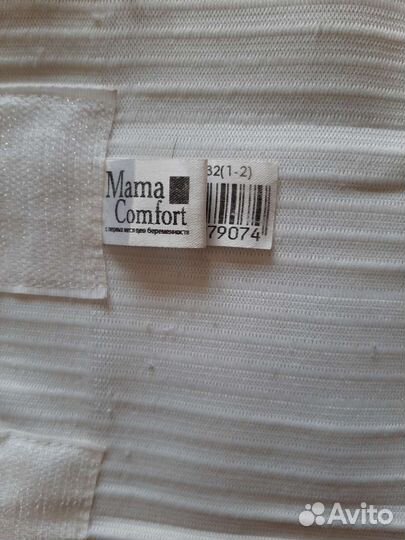 Mama
Comfort
с первых месяцев беременности
32(1-2)
79074
Avito